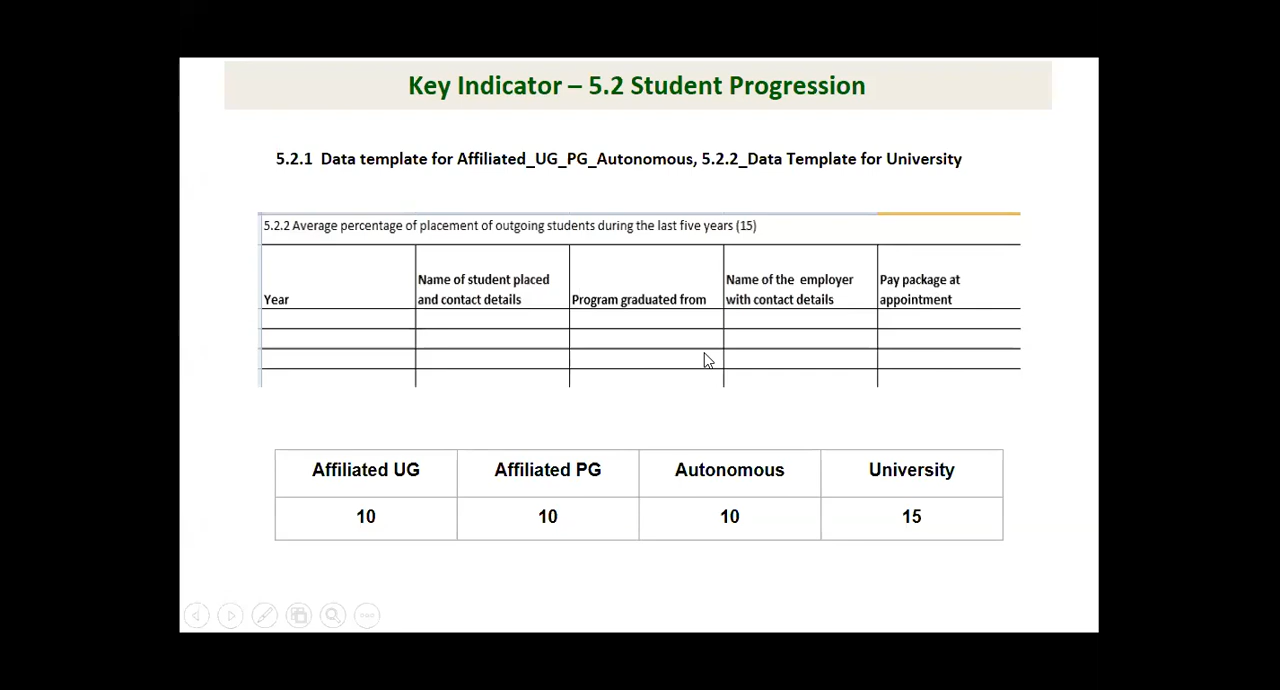 Key Indicator – 5.2 Student Progression
5.2.1 Data template for Affiliated_UG_PG_Autonomous, 5.2.2_Data Template for University
5.2.2 Average percentage of placement of outgoing students during the last five years (15)
Year
Name of student placed
and contact details
Program graduated from
Name of the employer
with contact details
Pay package at
appointment
Affiliated UG
Affiliated PG
Autonomous
University
10
10
10
15